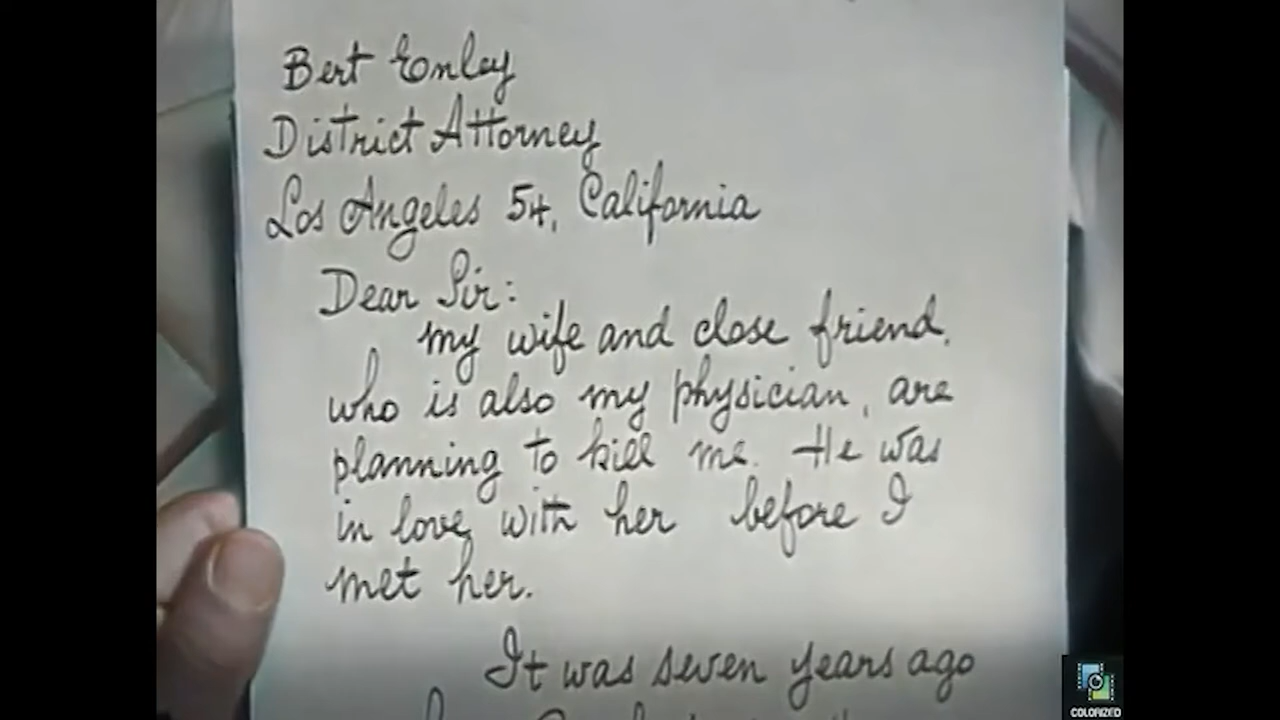 Bert Enley
District Attorney
Los Angeles 54, California
Dear Sir:
my wife and close friend,
who is also my physician, are
planning to kill me. He was
in love with her before I
met her.
It was seven years ago
COLORIZED